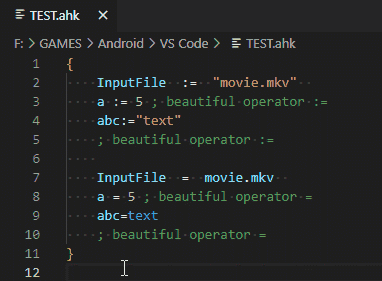 TEST.ahk
F: > GAMES > Android > VS Code > TEST.ahk
1 {
2 InputFile := "movie.mkv"
3 a := 5 ; beautiful operator :=
4 abc:="text"
5 ; beautiful operator :=
6
7 InputFile = movie.mkv
8 a = 5 ; beautiful operator =
9 abc=text
10 ; beautiful operator =
11 }
12